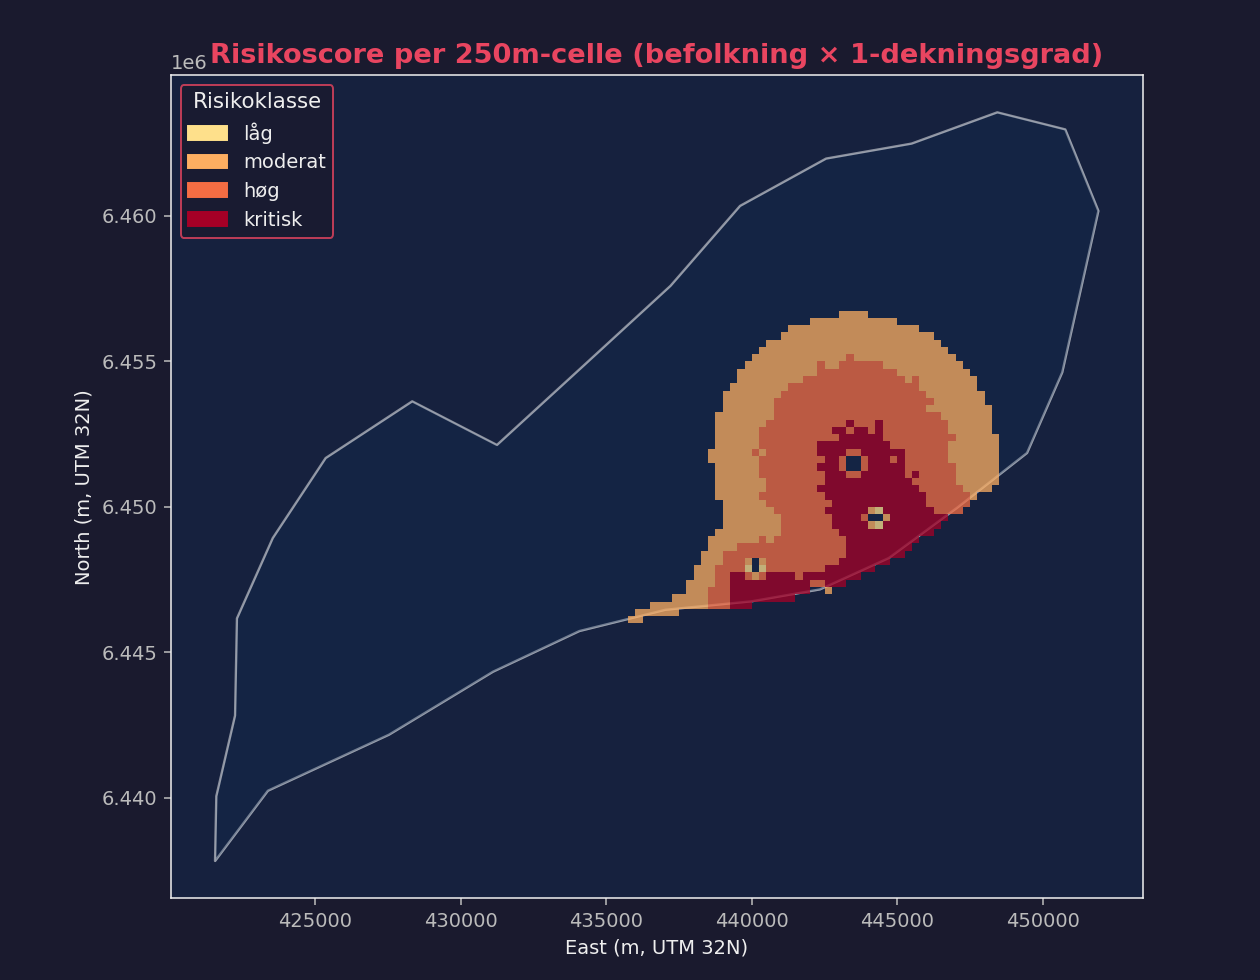 Risikoscore per 250m-celle (befolkning × 1-dekningsgrad)
1e6
Risikoklasse
låg
moderat
høg
kritisk
6.460
6.455
6.450
6.445
6.440
North (m, UTM 32N)
425000 430000 435000 440000 445000 450000
East (m, UTM 32N)